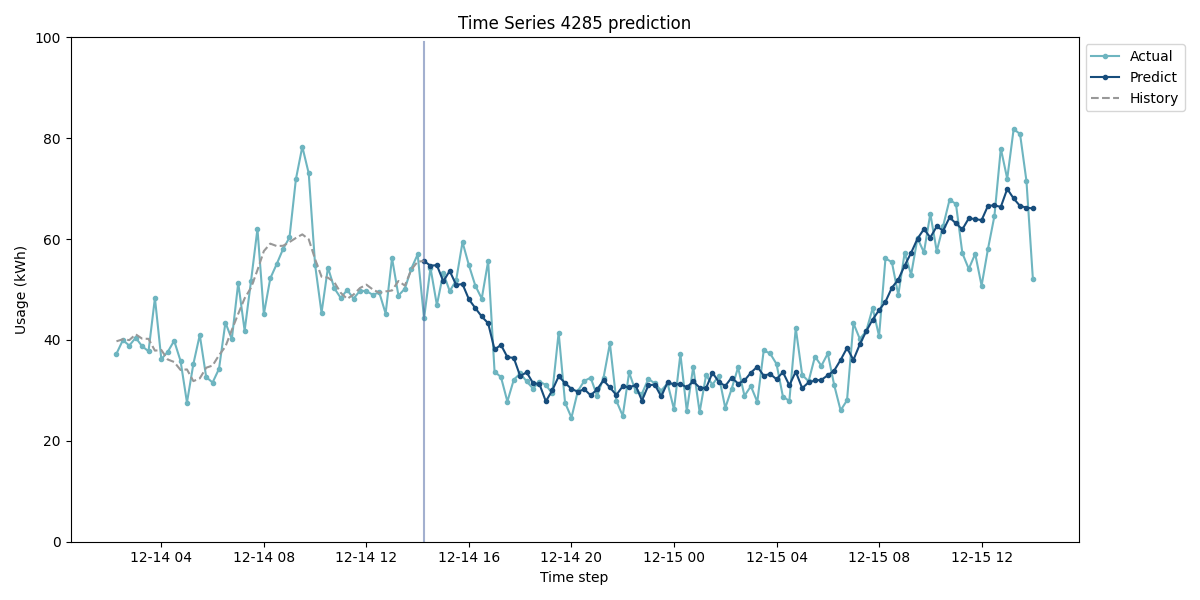 Time Series 4285 prediction
100
80
60
40
20
0
Usage (kWh)
12-14 04
12-14 08
12-14 12
12-14 16
12-14 20
12-15 00
12-15 04
12-15 08
12-15 12
Time step
Actual
Predict
History